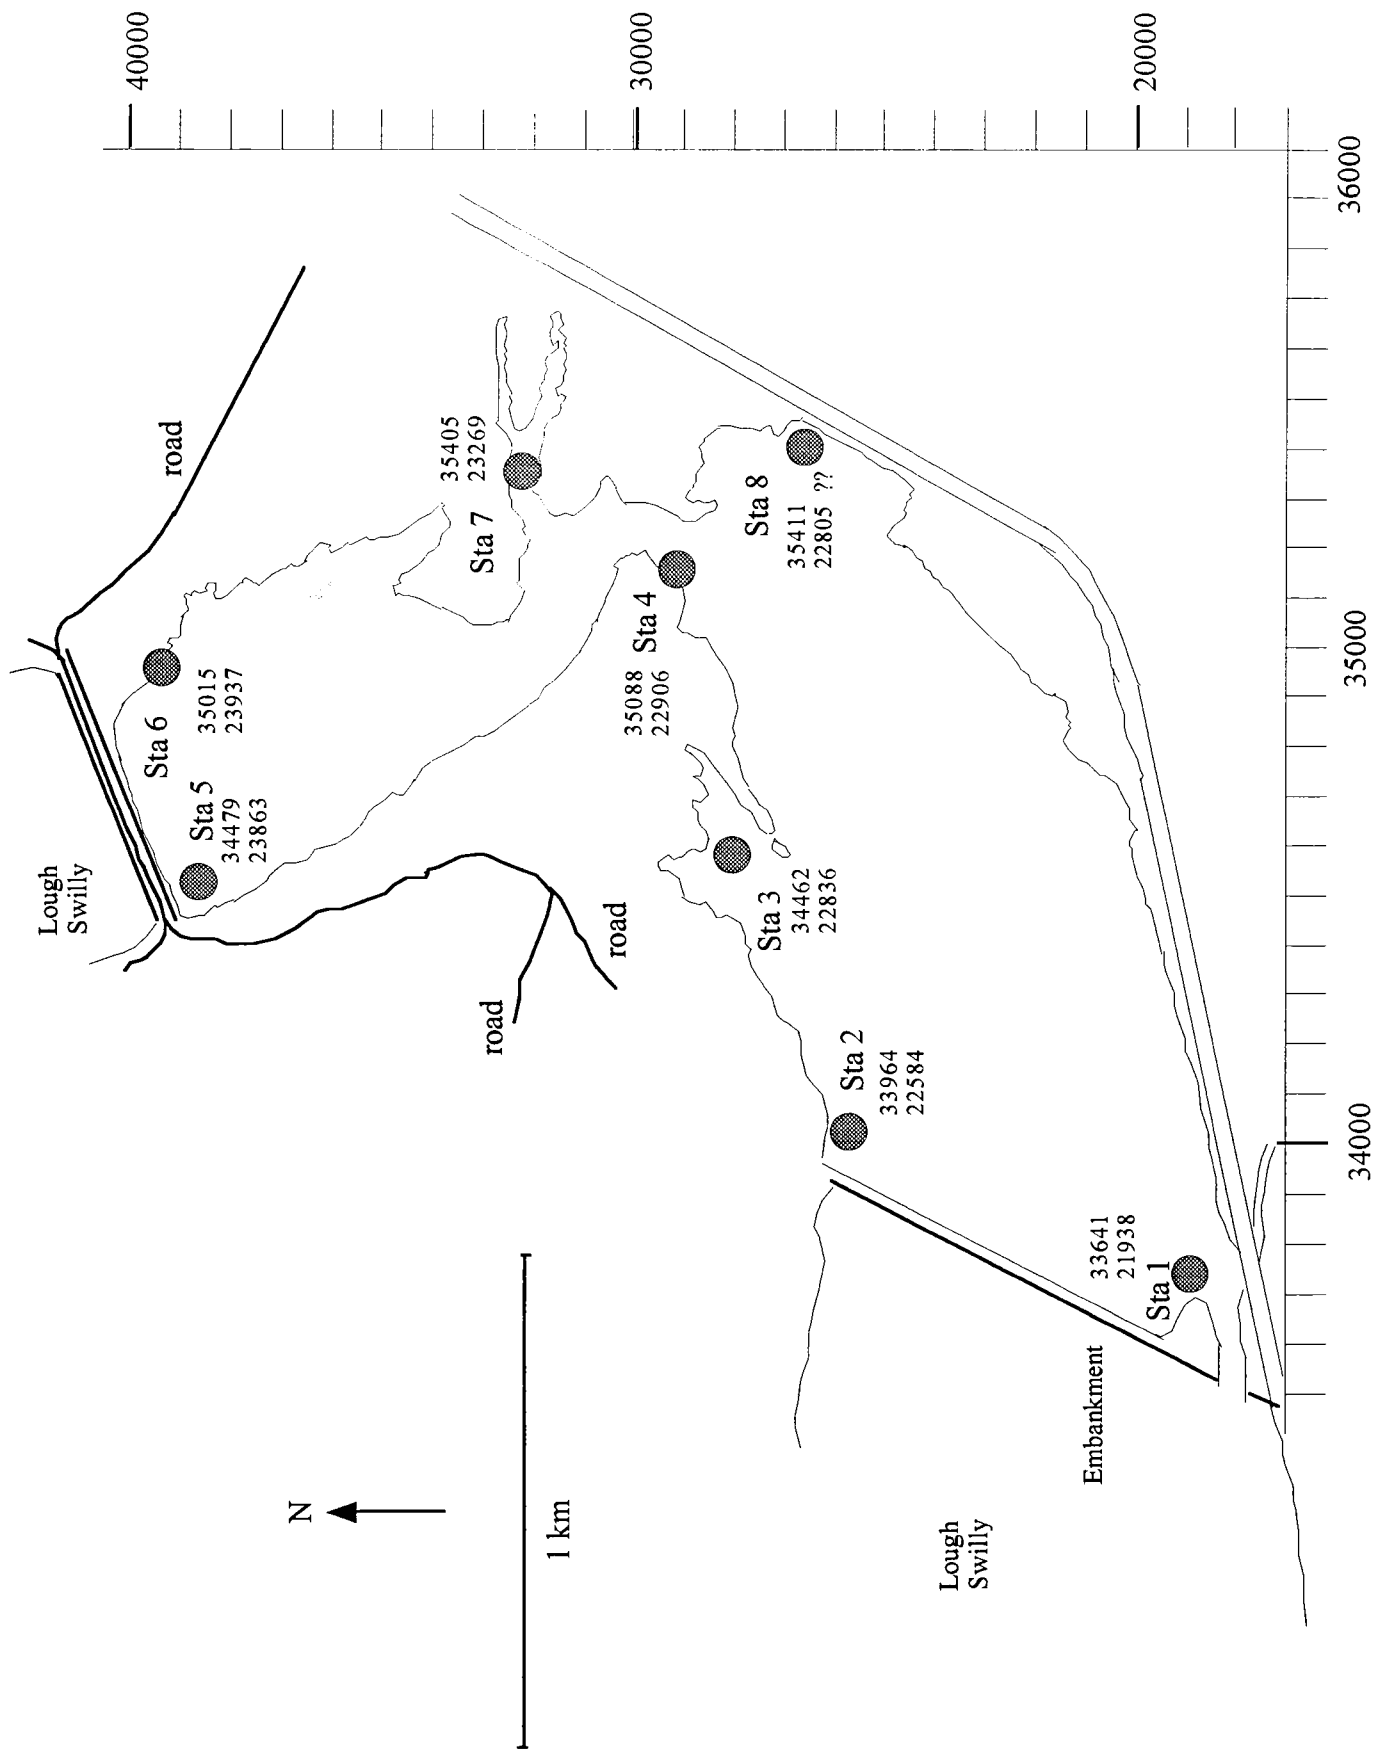 Lough
Swilly
road
40000
Sta 6
35015
23937
Sta 5
34479
23863
N
1 km
road
road
Sta 7
35405
23269
30000
Sta 4
35088
22906
Sta 3
34462
22836
Sta 8
35411
22805 ??
Sta 2
33964
22584
Lough
Swilly
Embankment
Sta 1
33641
21938
20000
34000
35000
36000